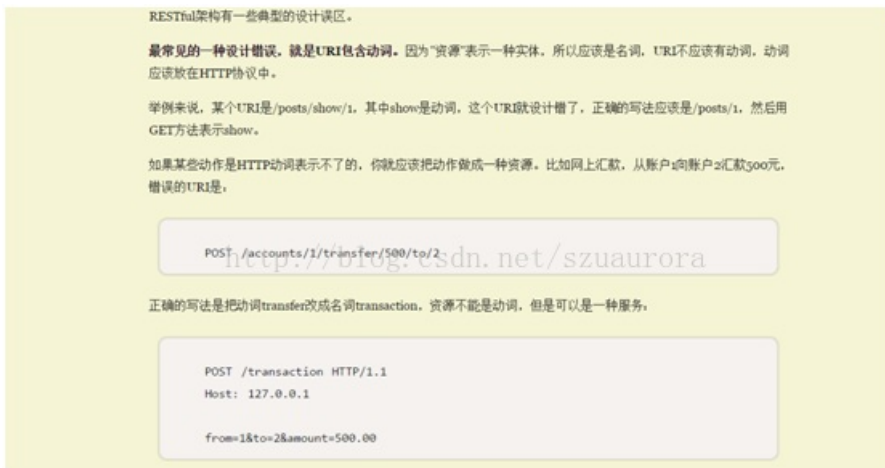 RESTful架构有一些典型的设计误区。
最常见的一种设计错误，就是URI包含动词。因为"资源"表示一种实体，所以应该是名词，URI不应该有动词，动词
应该放在HTTP协议中。
举例来说，某个URI是/posts/show/1，其中show是动词，这个URI就设计错了，正确的写法应该是/posts/1，然后用
GET方法表示show。
如果某些动作是HTTP动词表示不了的，你就应该把动作做成一种资源。比如网上汇款，从账户1向账户2汇款500元，
错误的URI是：
POST /accounts/1/transfer/500/to/2
http://blog.csdn.net/szuaurora
正确的写法是把动词transfer改成名词transaction，资源不能是动词，但是可以是一种服务：
POST /transaction HTTP/1.1
Host: 127.0.0.1
from=1&to=2&amount=500.00